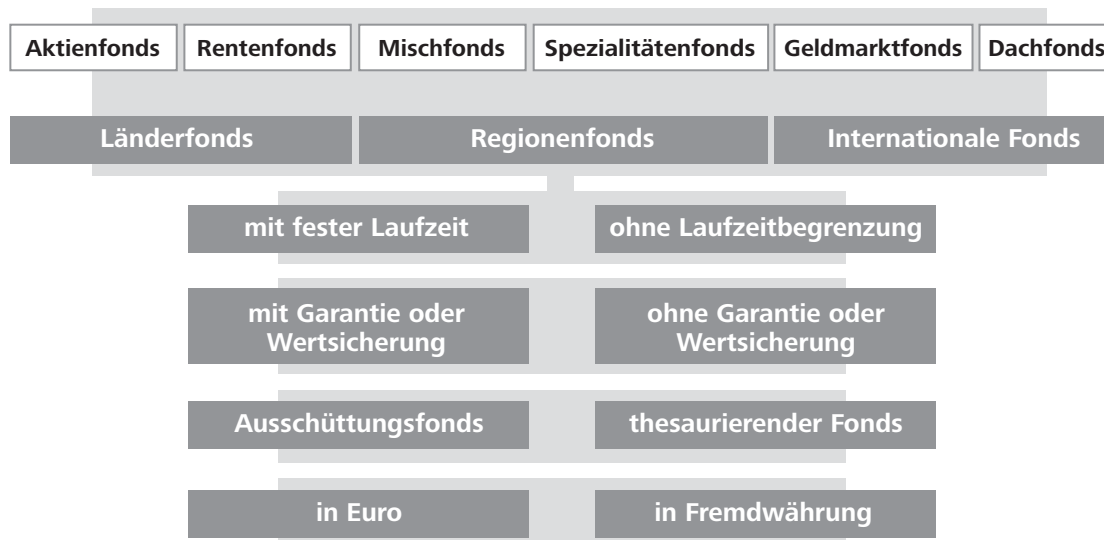 Aktienfonds Rentenfonds Mischfonds Spezialitätenfonds Geldmarktfonds Dachfonds
Länderfonds Regionenfonds Internationale Fonds
mit fester Laufzeit ohne Laufzeitbegrenzung
mit Garantie oder
Wertsicherung
ohne Garantie oder
Wertsicherung
Ausschüttungsfonds thesaurierender Fonds
in Euro in Fremdwährung